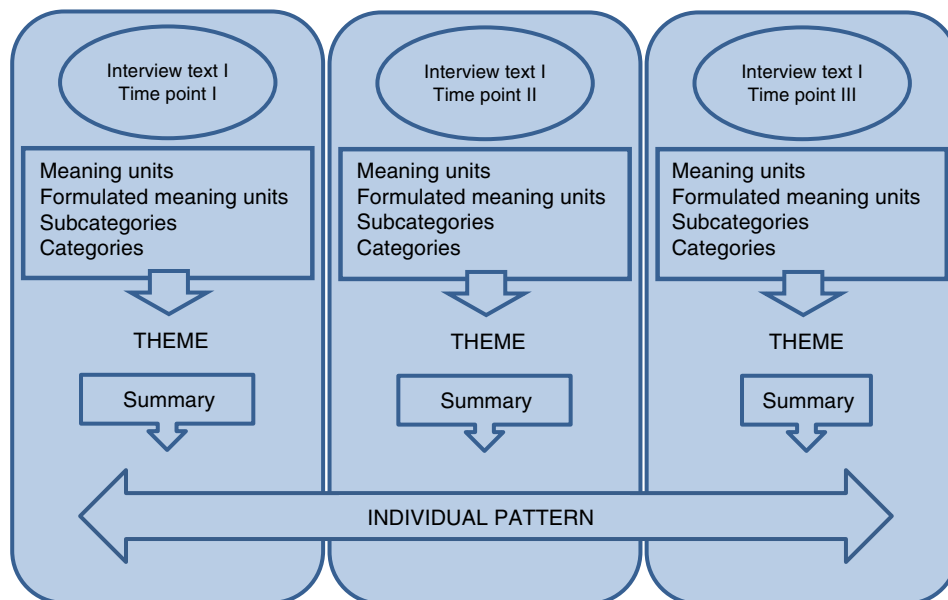 Interview text I
Time point I
Meaning units
Formulated meaning units
Subcategories
Categories
THEME
Summary
Interview text I
Time point II
Meaning units
Formulated meaning units
Subcategories
Categories
THEME
Summary
Interview text I
Time point III
Meaning units
Formulated meaning units
Subcategories
Categories
THEME
Summary
INDIVIDUAL PATTERN